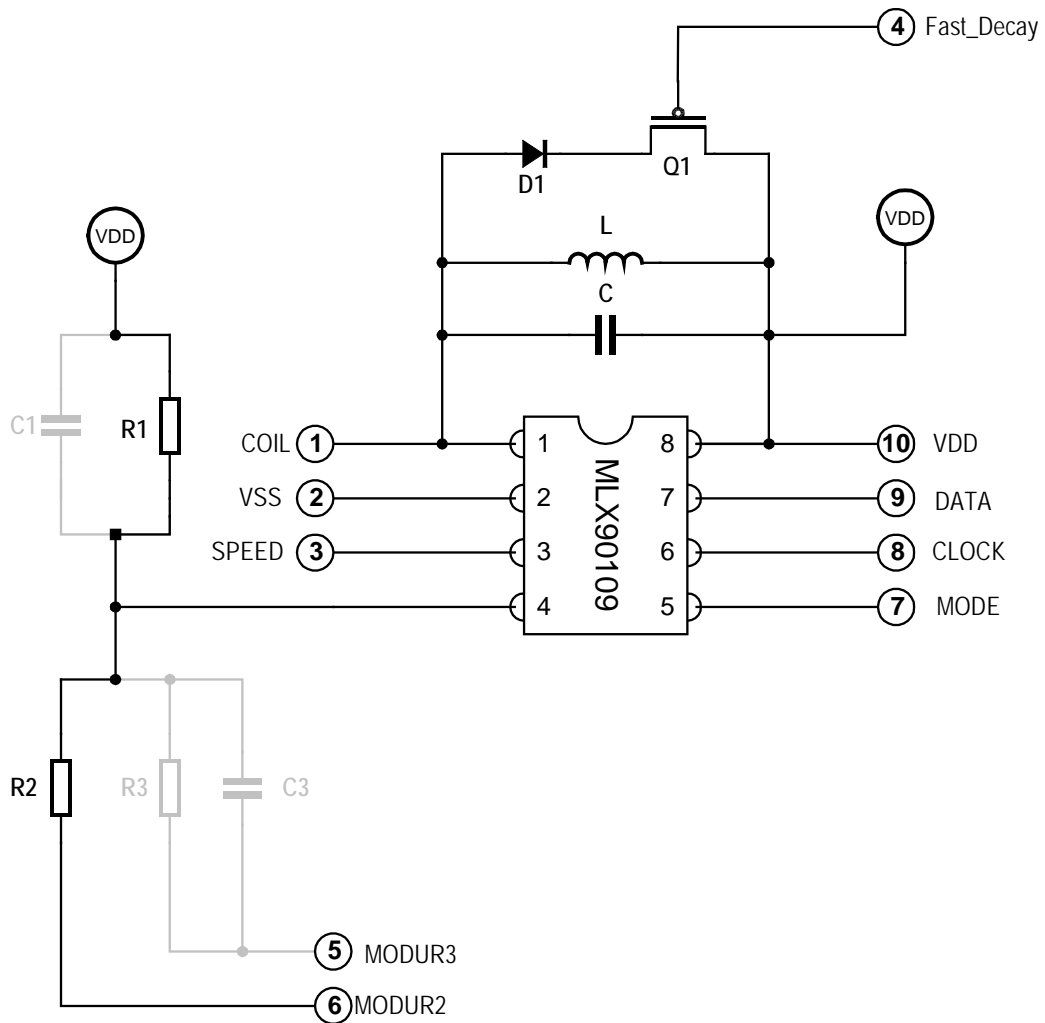 4 Fast_Decay
Q1
D1
VDD
VDD
L
C
C1
R1
COIL 1
1
8
10 VDD
VSS 2
2
7
9 DATA
SPEED 3
3
6
8 CLOCK
4
5
7 MODE
MLX90109
R2
R3
C3
5 MODUR3
6 MODUR2